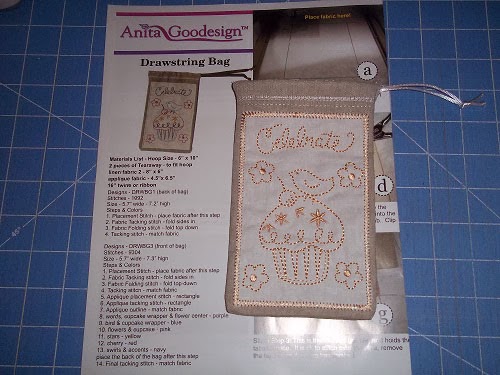 Place fabric here!
Anita Goodesign™
Drawstring Bag
a
Celebrate
Celebrate
Materials List - Hoop Size - 6" x 10"
2 pieces of Tearaway - to fit hoop
linen fabric 2 - 8" x 6"
applique fabric - 4.5"x 6.5"
16" twine or ribbon
Designs - DRWBG1 (back of bag)
Stitches - 1992
Size - 5.7" wide - 7.2" high
Steps & Colors
1. Placement Stitch - place fabric after this step
2. Fabric Tacking stitch - fold sides in
3. Fabric Folding stitch - fold top down
4. Tacking stitch - match fabric
d
Clip
Designs - DRWBG3 (front of bag)
Stitches - 9304
Size - 5.7" wide - 7.3" high
Steps & Colors
1. Placement Stitch - place fabric after this step
2. Fabric Tacking stitch - fold sides in
3. Fabric Folding stitch - fold top down
4. Tacking stitch - match fabric
5. Applique placement stitch - rectangle
6. Applique tacking stitch - rectangle
7. Applique outline - match fabric
8. words, cupcake wrapper & flower center - purple
9. bird & cupcake wrapper - blue
10. flowers & cupcake - pink
11. stars - yellow
12. cherry - red
13. swirls & accents - navy
place the back of the bag after this step
14. Final tacking stitch - match fabric
g
holds the
remove